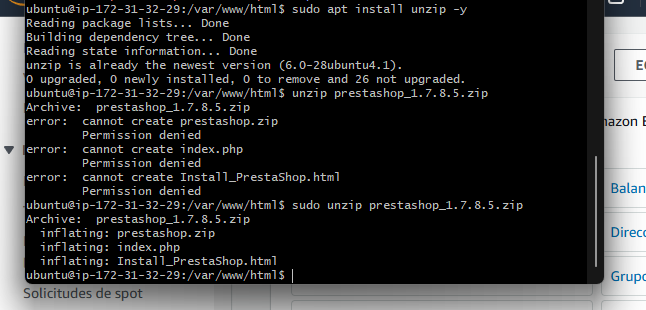 ubuntu@ip-172-31-32-29:/var/www/html$ sudo apt install unzip -y
Reading package lists... Done
Building dependency tree... Done
Reading state information... Done
unzip is already the newest version (6.0-28ubuntu4.1).
0 upgraded, 0 newly installed, 0 to remove and 26 not upgraded.
ubuntu@ip-172-31-32-29:/var/www/html$ unzip prestashop_1.7.8.5.zip
Archive:  prestashop_1.7.8.5.zip
error:  cannot create prestashop.zip
        Permission denied
error:  cannot create index.php
        Permission denied
error:  cannot create Install_PrestaShop.html
        Permission denied
ubuntu@ip-172-31-32-29:/var/www/html$ sudo unzip prestashop_1.7.8.5.zip
Archive:  prestashop_1.7.8.5.zip
  inflating: prestashop.zip
  inflating: index.php
  inflating: Install_PrestaShop.html
ubuntu@ip-172-31-32-29:/var/www/html$
Solicitudes de spot
E
mazon E
Balan
Direcc
Grupo